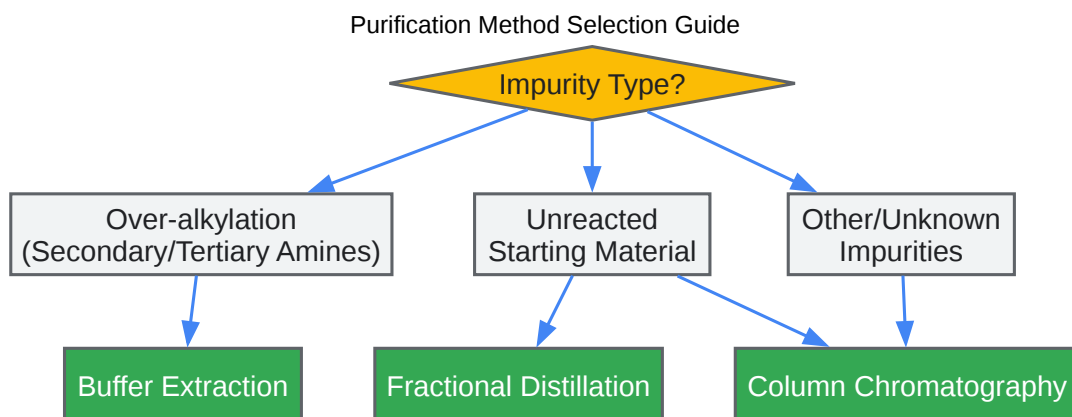 Purification Method Selection Guide
Impurity Type?
Over-alkylation
(Secondary/Tertiary Amines)
Unreacted
Starting Material
Other/Unknown
Impurities
Buffer Extraction
Fractional Distillation
Column Chromatography